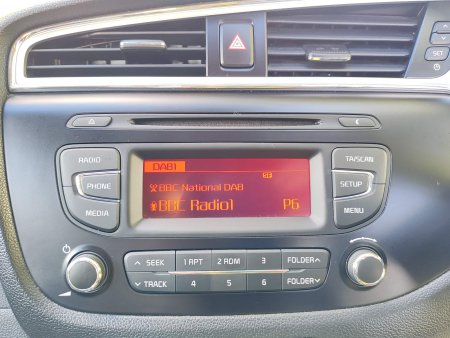 SET
RADIO
DAB1
TA/SCAN
BBC National DAB
PHONE
SETUP
BBC Radio1 P6
MEDIA
MENU
SEEK 1 RPT 2 RDM 3 FOLDER
TRACK 4 5 6 FOLDER